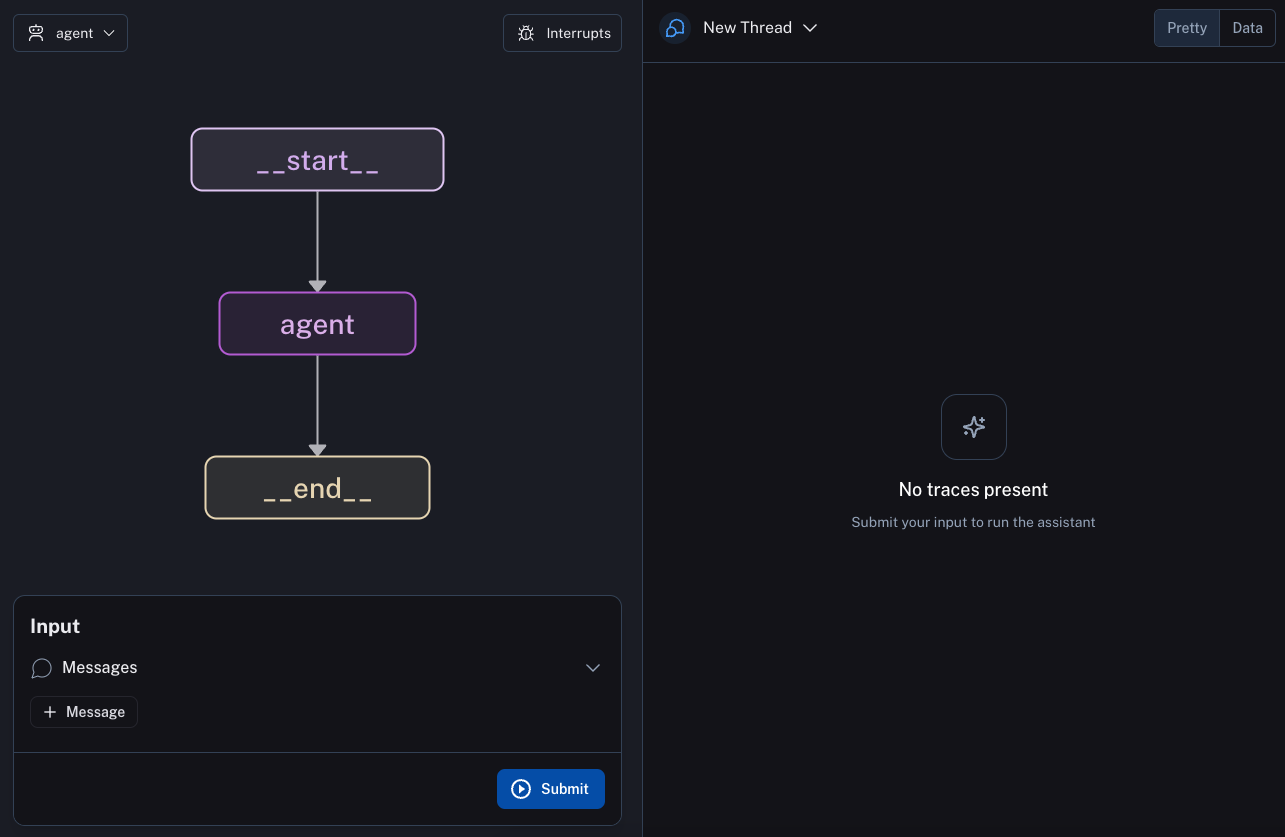 agent
Interrupts
__start__
agent
__end__
Input
Messages
Message
Submit
New Thread
Pretty
Data
No traces present
Submit your input to run the assistant